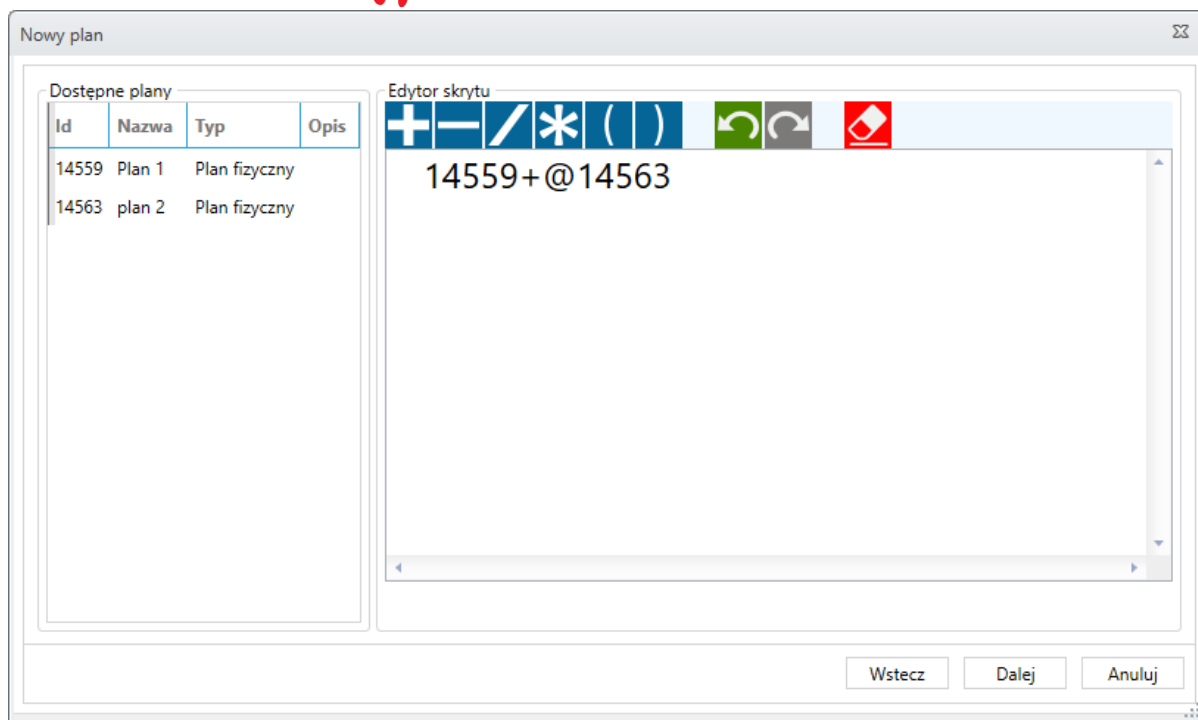 Nowy plan
Dostępne plany
Id Nazwa Typ Opis
14559 Plan 1 Plan fizyczny
14563 plan 2 Plan fizyczny
Edytor skrytu
+ − / * ( )
14559+@14563
Wstecz Dalej Anuluj